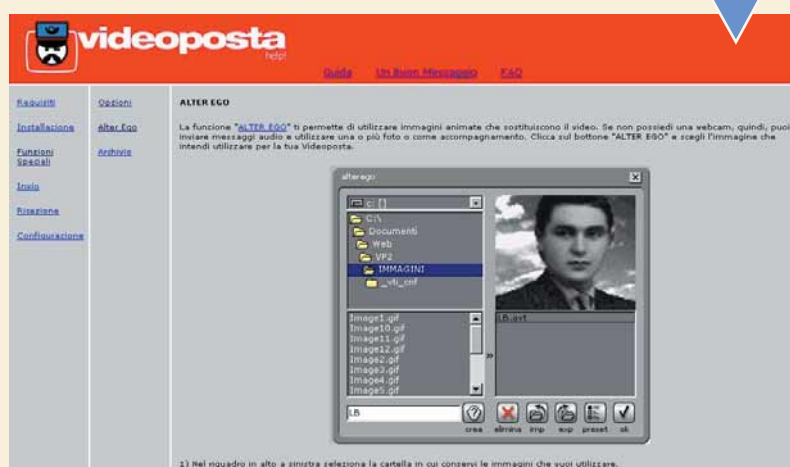 videoposta
help!
Guida Un Buon Messaggio FAQ
Requisiti
Installazione
Funzioni
Speciali
Invio
Ricezione
Configurazione
Opzioni
Alter Ego
Archivio
ALTER EGO
La funzione "ALTER EGO" ti permette di utilizzare immagini animate che sostituiscono il video. Se non possiedi una webcam, quindi, puoi
inviare messaggi audio e utilizzare una o più foto o come accompagnamento. Clicca sul bottone "ALTER EGO" e scegli l'immagine che
intendi utilizzare per la tua Videoposta.
alterego
c: []
C:\
Documenti
Web
VP2
IMMAGINI
_vti_cnf
Image1.gif
Image10.gif
Image11.gif
Image12.gif
Image2.gif
Image3.gif
Image4.gif
Image5.gif
LB.avt
»
LB
crea elimina imp exp preset ok
1) Nel riquadro in alto a sinistra seleziona la cartella in cui conservi le immagini che vuoi utilizzare.